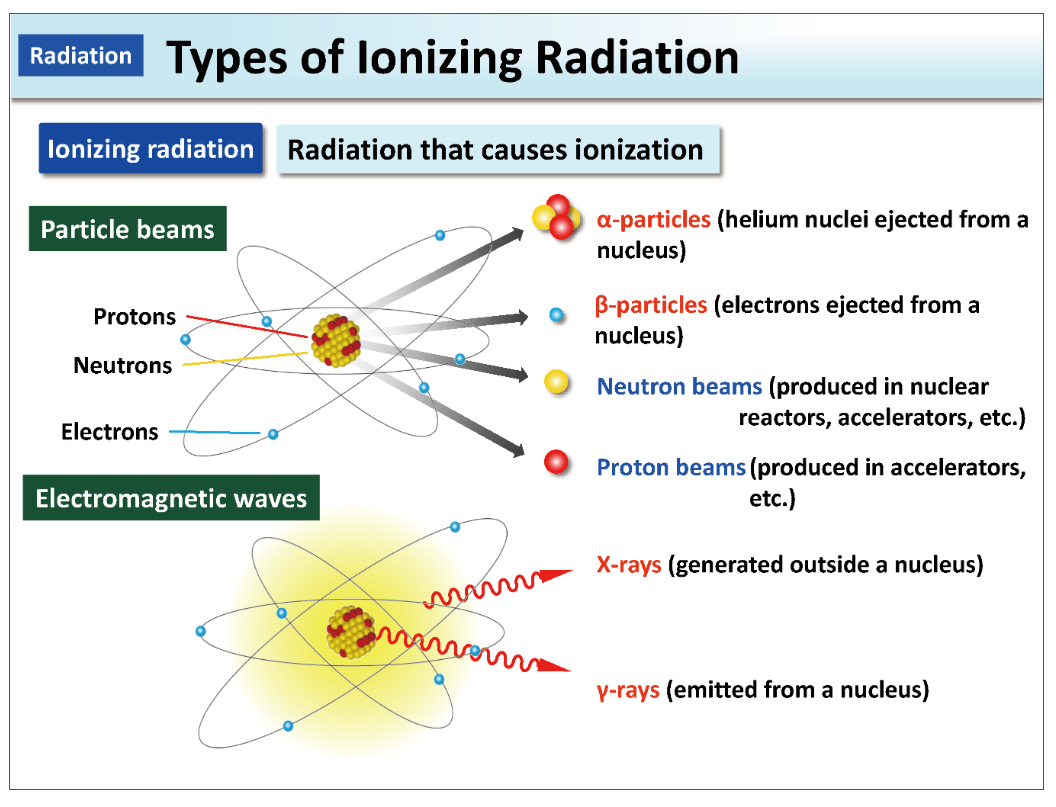 Radiation
Types of Ionizing Radiation
Ionizing radiation
Radiation that causes ionization
Particle beams
Protons
Neutrons
Electrons
α-particles (helium nuclei ejected from a
nucleus)
β-particles (electrons ejected from a
nucleus)
Neutron beams (produced in nuclear
reactors, accelerators, etc.)
Proton beams (produced in accelerators,
etc.)
Electromagnetic waves
X-rays (generated outside a nucleus)
γ-rays (emitted from a nucleus)